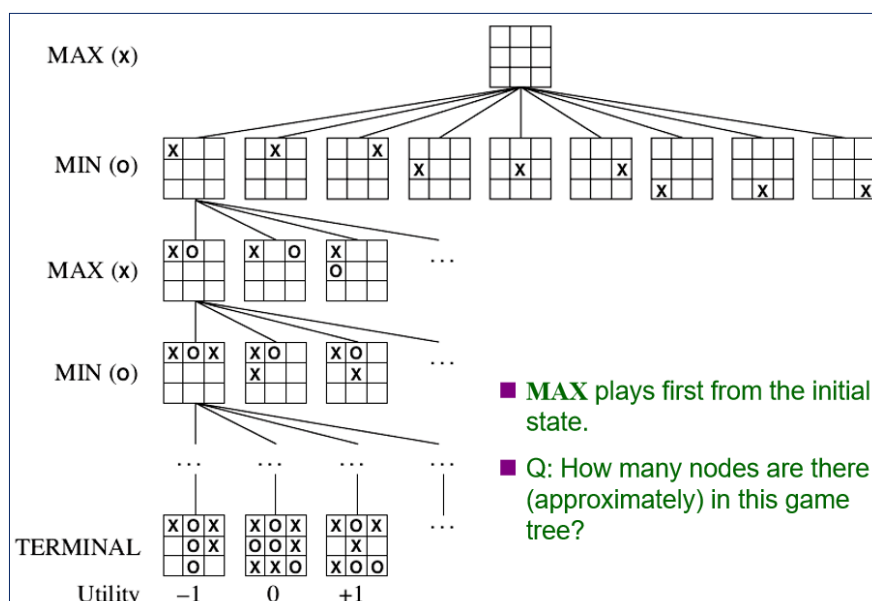 MAX (x)
MIN (o)
X X X X X X X X X
MAX (x)
X O X O X
O
...
MIN (o)
X O X X O X O
X X
...
... ... ... ...
TERMINAL
X O X X O X X O X ...
O X O O X X
O X X O X O O
Utility −1 0 +1
■ MAX plays first from the initial
state.
■ Q: How many nodes are there
(approximately) in this game
tree?